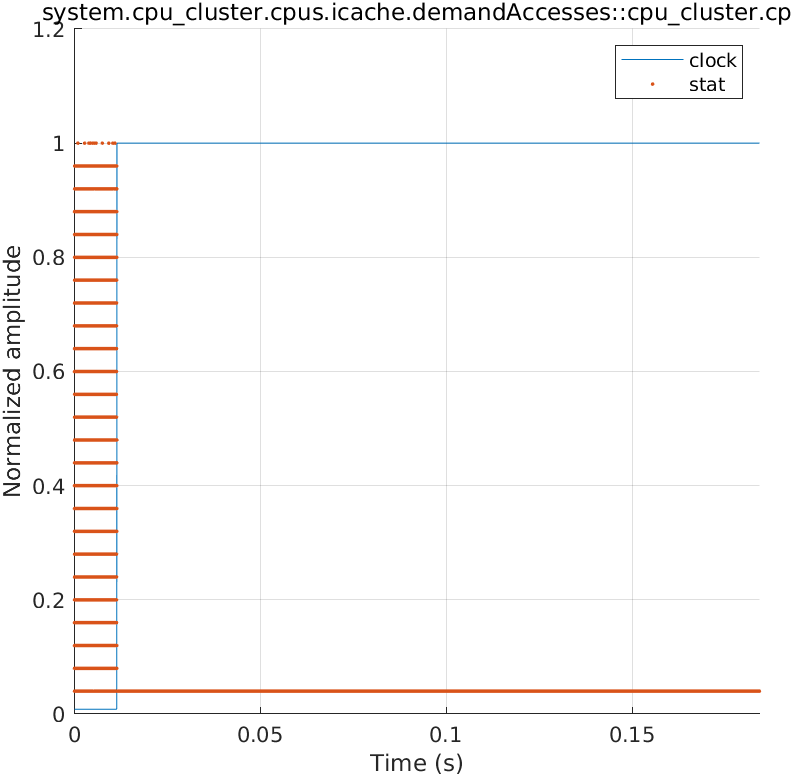 system.cpu_cluster.cpus.icache.demandAccesses::cpu_cluster.cp
1.2
1
0.8
0.6
0.4
0.2
0
Normalized amplitude
clock
stat
0
0.05
0.1
0.15
Time (s)